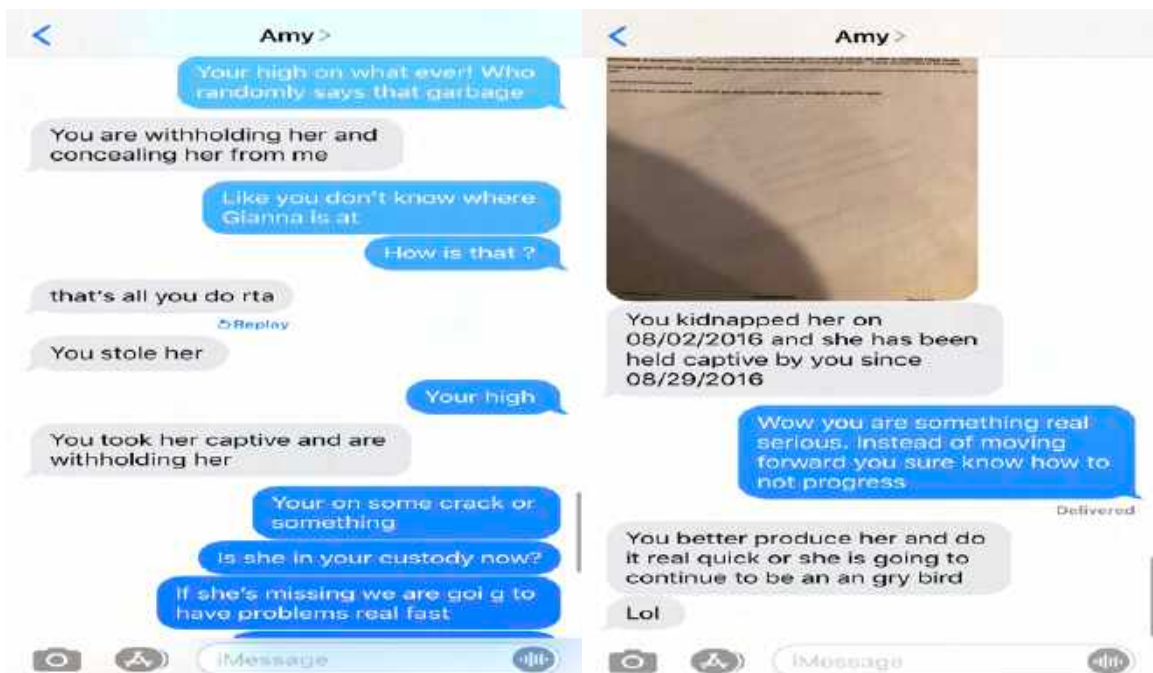 Amy >
Your high on what ever! Who
randomly says that garbage
You are withholding her and
concealing her from me
Like you don't know where
Gianna is at
How is that ?
that's all you do rta
Replay
You stole her
Your high
You took her captive and are
withholding her
Your on some crack or
something
Is she in your custody now?
If she's missing we are goi g to
have problems real fast
iMessage
Amy >
You kidnapped her on
08/02/2016 and she has been
held captive by you since
08/29/2016
Wow you are something real
serious. Instead of moving
forward you sure know how to
not progress
Delivered
You better produce her and do
it real quick or she is going to
continue to be an an gry bird
Lol
iMessage